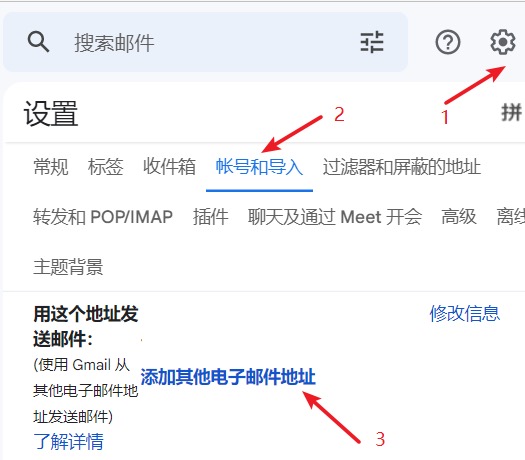 搜索邮件
1
设置
2
拼
常规 标签 收件箱 帐号和导入 过滤器和屏蔽的地址
转发和 POP/IMAP 插件 聊天及通过 Meet 开会 高级 离线
主题背景
用这个地址发送邮件：
修改信息
(使用 Gmail 从
其他电子邮件地
址发送邮件)
添加其他电子邮件地址
了解详情
3